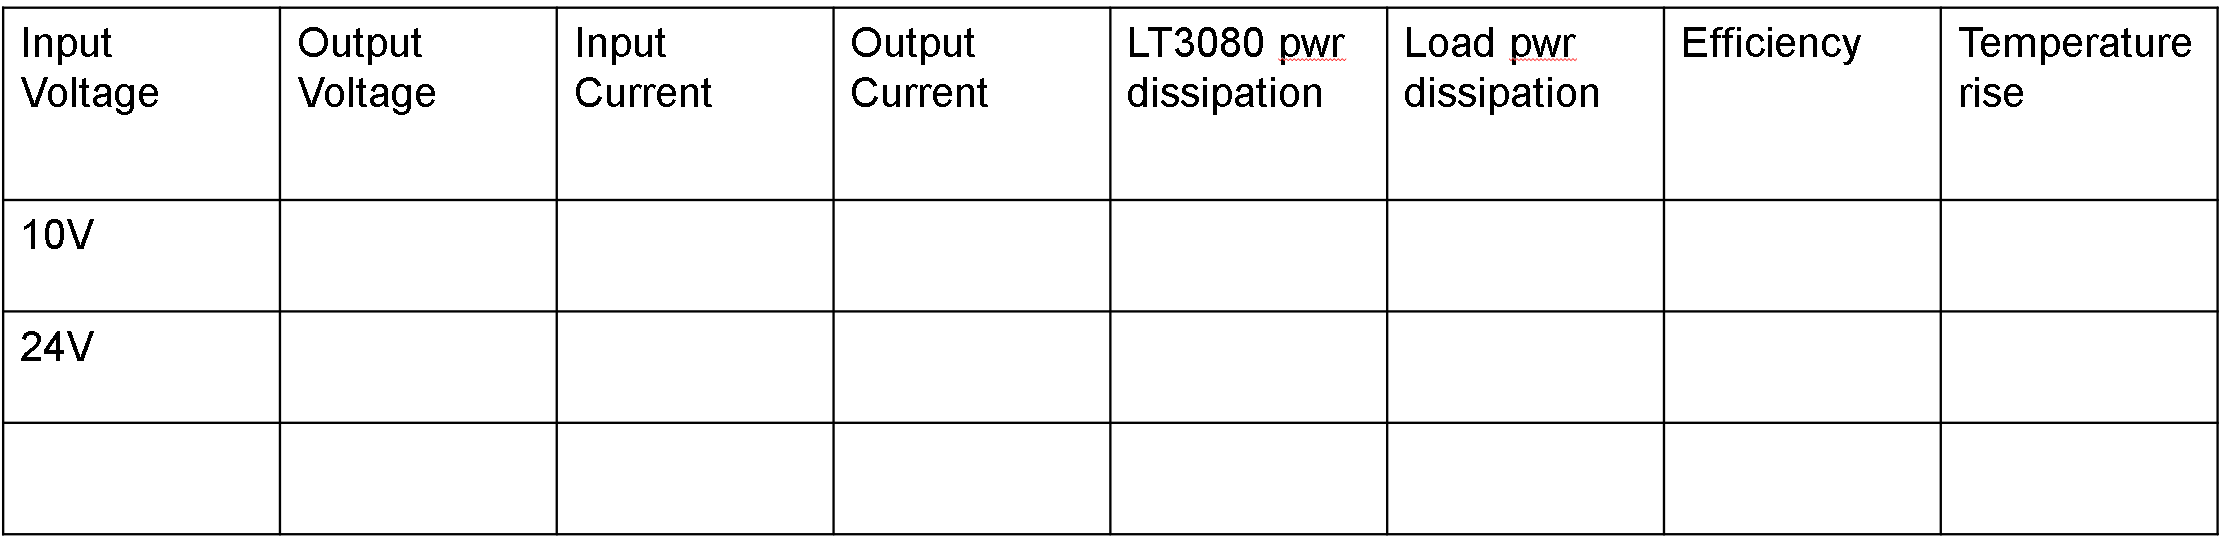 Input
Voltage
Output
Voltage
Input
Current
Output
Current
LT3080 pwr
dissipation
Load pwr
dissipation
Efficiency
Temperature
rise
10V
24V